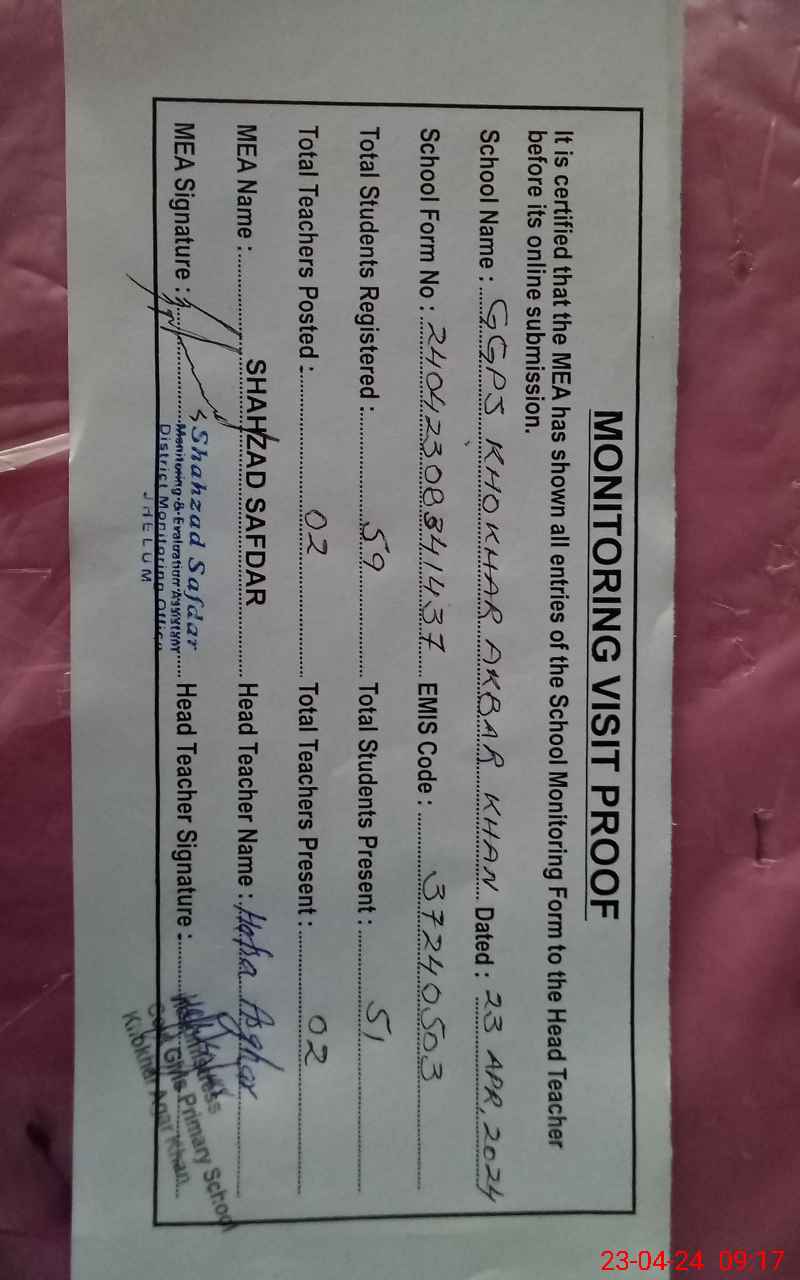 MONITORING VISIT PROOF
It is certified that the MEA has shown all entries of the School Monitoring Form to the Head Teacher
before its online submission.
School Name : GGPS KHOKHAR AKBAR KHAN Dated : 23 APR, 2024
School Form No : 24042308341437 EMIS Code : 37240503
Total Students Registered : 59 Total Students Present : 51
Total Teachers Posted : 02 Total Teachers Present : 02
MEA Name : SHAHZAD SAFDAR Head Teacher Name : Hafsa Asghar
MEA Signature : Head Teacher Signature :
Shahzad Safdar
Monitoring & Evaluation Assistant
District Monitoring Office
JHELUM
Headmistress
Girls Primary School
Khan
23-04-24 09:17